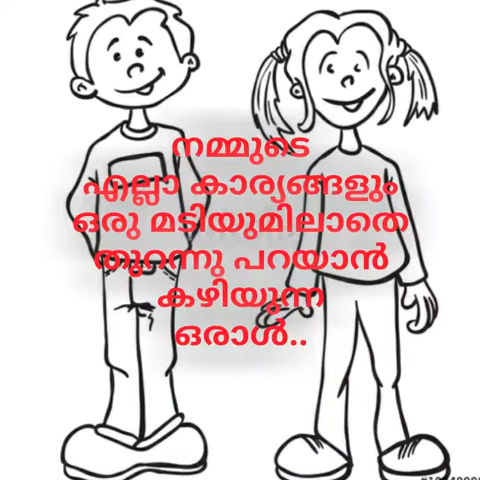 നമ്മുടെ
എല്ലാ കാര്യങ്ങളും
ഒരു മടിയുമിലാതെ
തുറന്നു പറയാൻ
കഴിയുന്ന
ഒരാൾ..